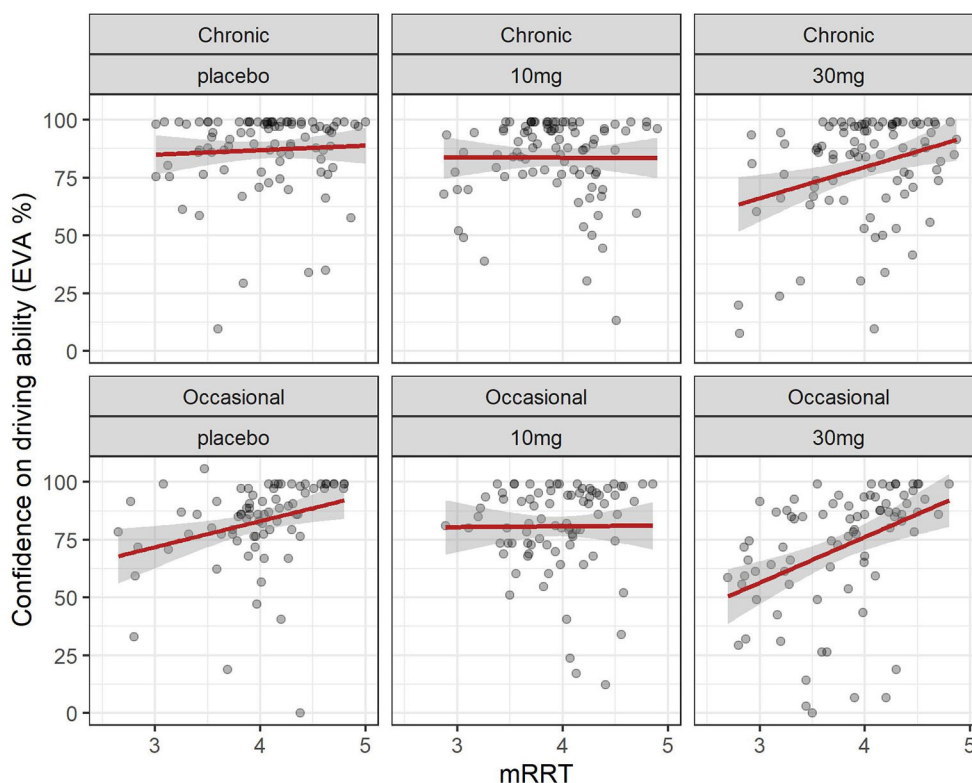 Chronic Chronic Chronic
placebo 10mg 30mg
100
75
50
25
0
Confidence on driving ability (EVA %)
Occasional Occasional Occasional
placebo 10mg 30mg
100
75
50
25
0
3 4 5 3 4 5 3 4 5
mRRT